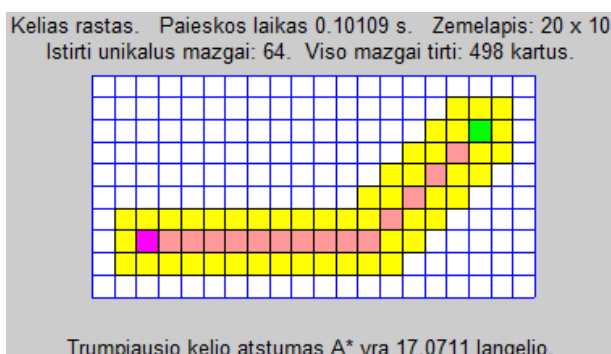 Kelias rastas. Paieskos laikas 0.10109 s. Zemelapis: 20 x 10
Istirti unikalus mazgai: 64. Viso mazgai tirti: 498 kartus.
Trumpiausio kelio atstumas A* yra 17.0711 langelio.